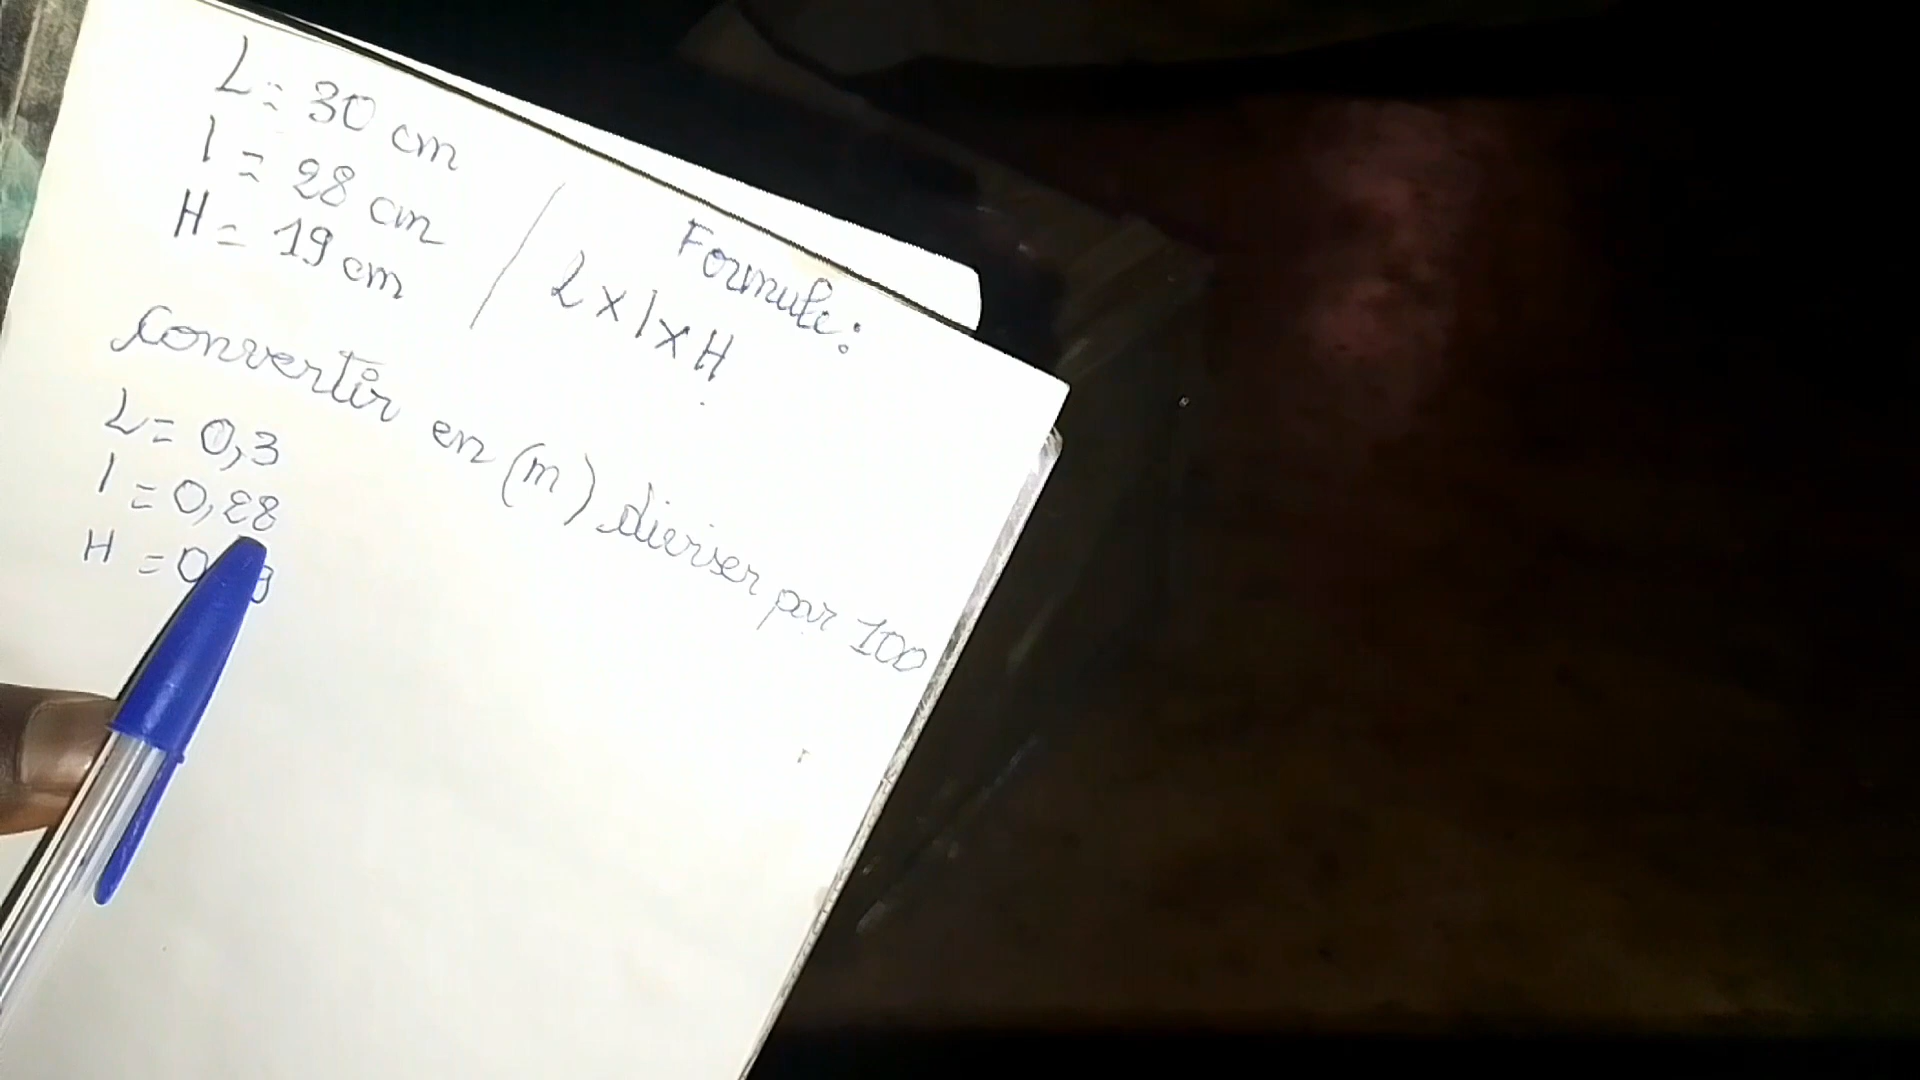 L = 30 cm
l = 28 cm
H = 19 cm
Formule:
L x l x H
Convertir en (m) diviser par 100
L = 0,3
l = 0,28
H =